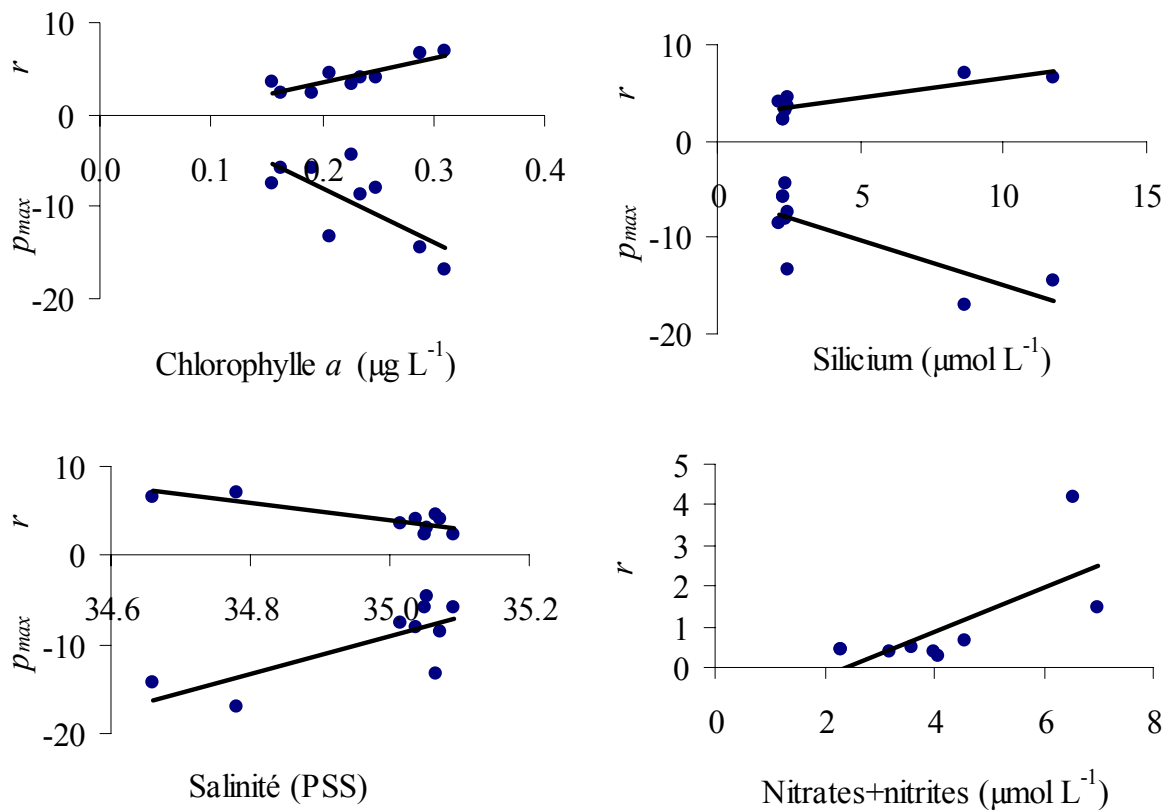 10
0
-10
-20
r
p_max
0.0 0.1 0.2 0.3 0.4
Chlorophylle a (µg L⁻¹)
10
0
-10
-20
r
p_max
0 5 10 15
Silicium (µmol L⁻¹)
10
0
-10
-20
r
p_max
34.6 34.8 35.0 35.2
Salinité (PSS)
5
4
3
2
1
0
r
0 2 4 6 8
Nitrates+nitrites (µmol L⁻¹)